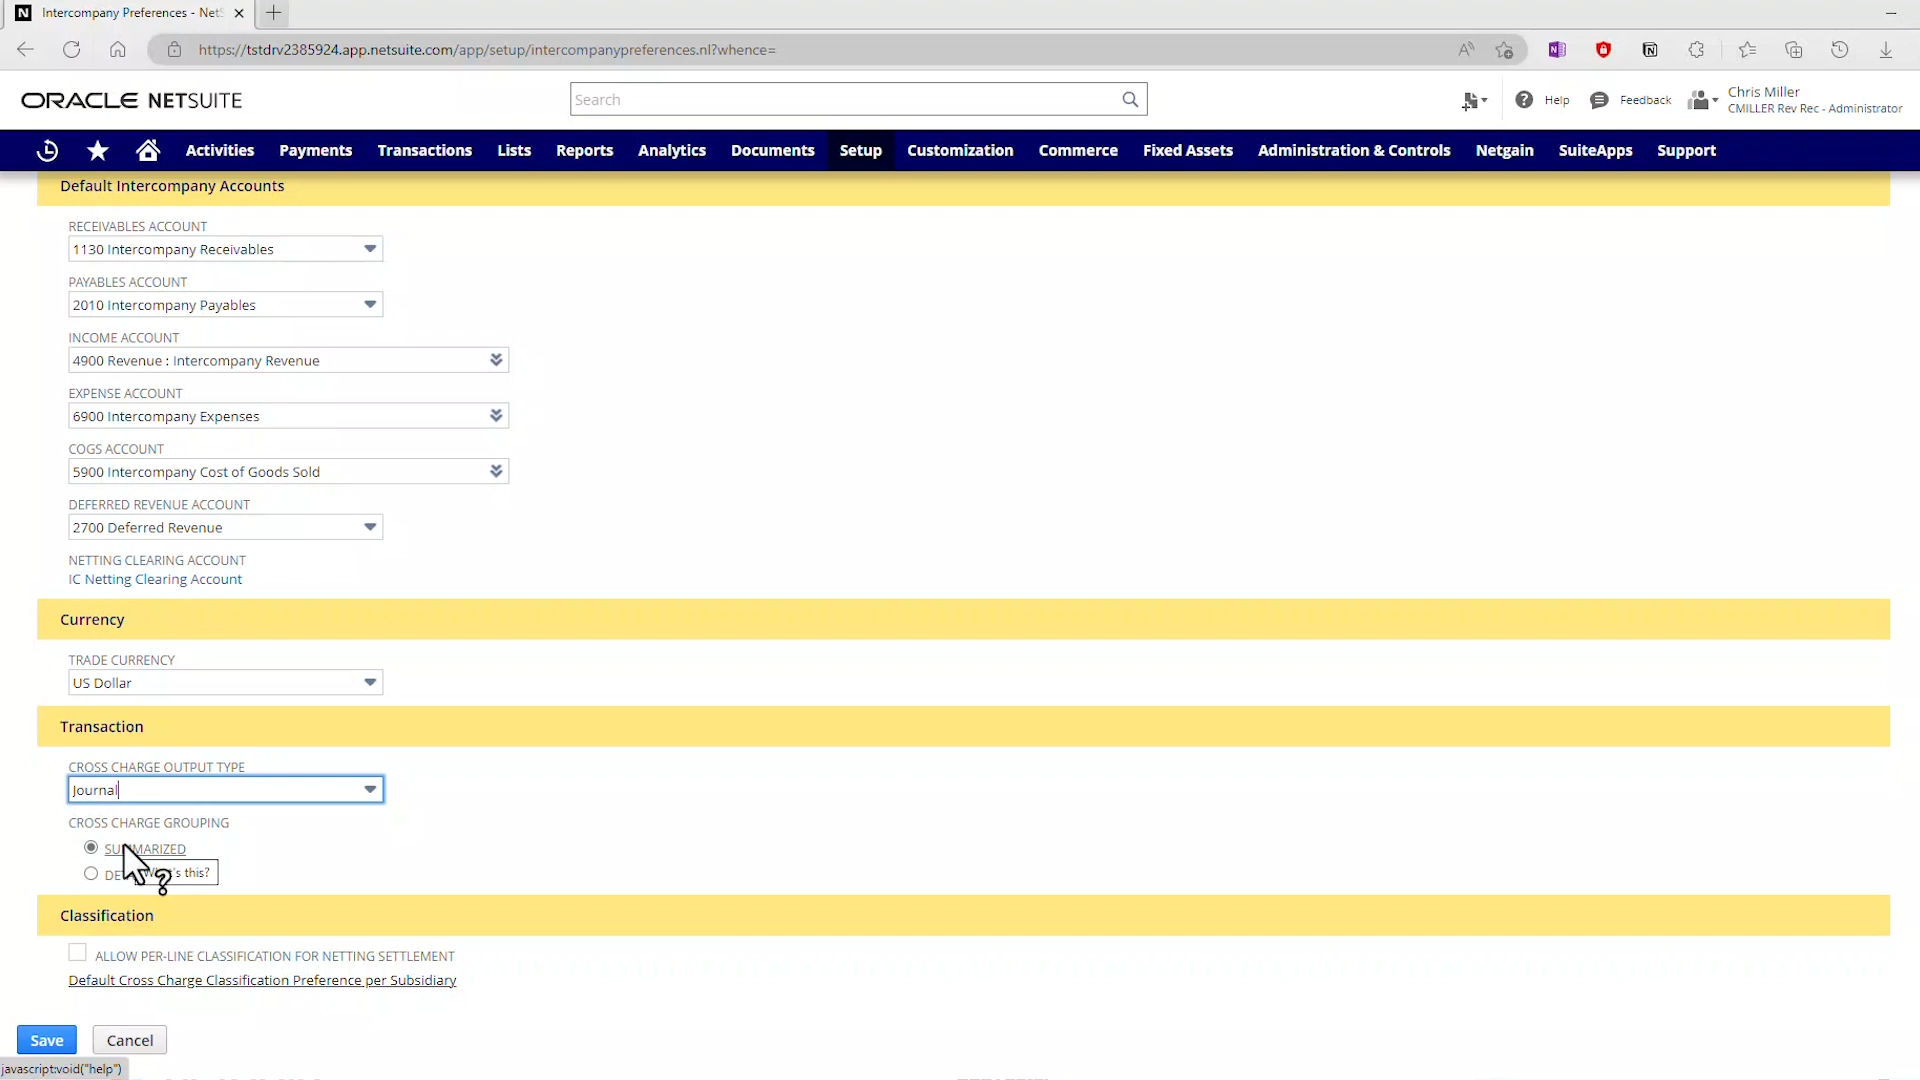 Intercompany Preferences - Net
https://tstdrv2385924.app.netsuite.com/app/setup/intercompanypreferences.nl?whence=
ORACLE NETSUITE
Search
Help
Feedback
Chris Miller
CMILLER Rev Rec - Administrator
Activities
Payments
Transactions
Lists
Reports
Analytics
Documents
Setup
Customization
Commerce
Fixed Assets
Administration & Controls
Netgain
SuiteApps
Support
Default Intercompany Accounts
RECEIVABLES ACCOUNT
1130 Intercompany Receivables
PAYABLES ACCOUNT
2010 Intercompany Payables
INCOME ACCOUNT
4900 Revenue : Intercompany Revenue
EXPENSE ACCOUNT
6900 Intercompany Expenses
COGS ACCOUNT
5900 Intercompany Cost of Goods Sold
DEFERRED REVENUE ACCOUNT
2700 Deferred Revenue
NETTING CLEARING ACCOUNT
IC Netting Clearing Account
Currency
TRADE CURRENCY
US Dollar
Transaction
CROSS CHARGE OUTPUT TYPE
Journal
CROSS CHARGE GROUPING
SUMMARIZED
What's this?
Classification
ALLOW PER-LINE CLASSIFICATION FOR NETTING SETTLEMENT
Default Cross Charge Classification Preference per Subsidiary
Save
Cancel
javascript:void("help")